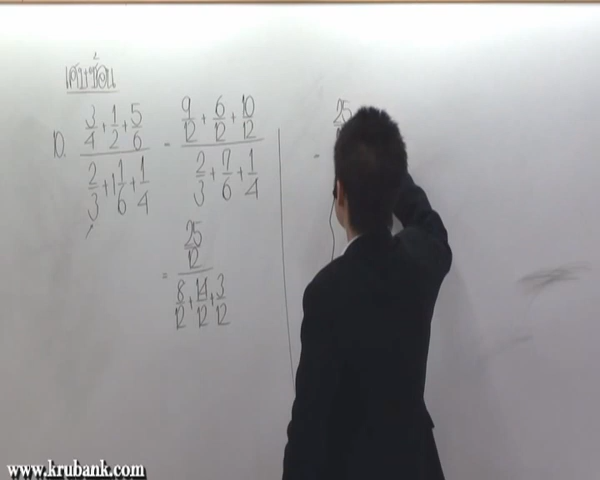 เศษซ้อน
10. 3/4 + 1/2 + 5/6 = 9/12 + 6/12 + 10/12
2/3 + 1 1/6 + 1/4    2/3 + 7/6 + 1/4
= 25/12
8/12 + 14/12 + 3/12
= 25
www.krubank.com